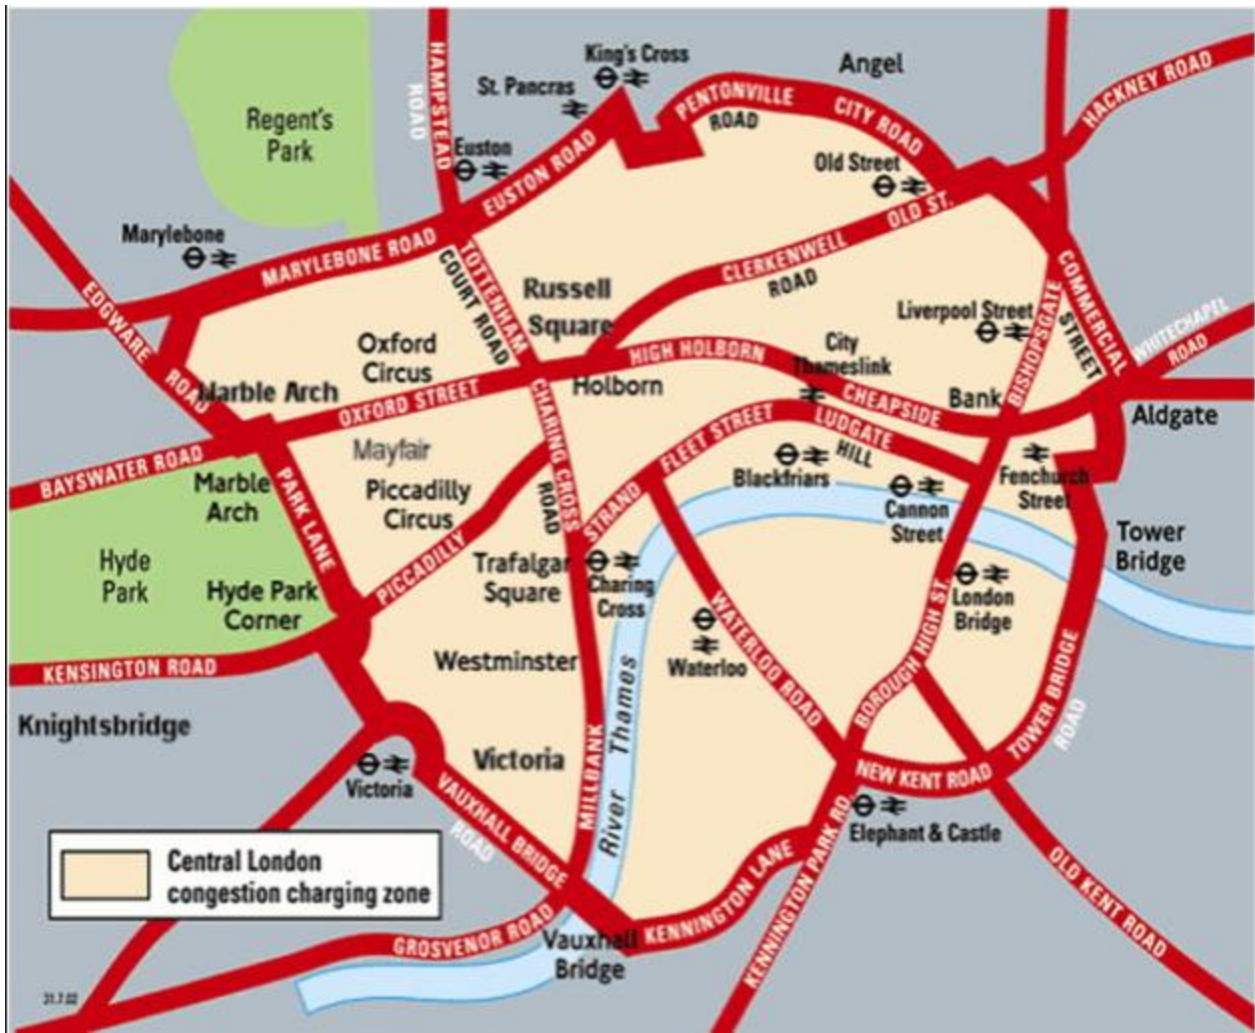 HAMPSTEAD
ROAD
King's Cross
St. Pancras
Angel
HACKNEY ROAD
PENTONVILLE
ROAD
CITY ROAD
Regent's
Park
Euston
EUSTON ROAD
Old Street
OLD ST.
Marylebone
MARYLEBONE ROAD
TOTTENHAM
COURT ROAD
CLERKENWELL
ROAD
Russell
Square
EDGWARE
ROAD
COMMERCIAL
STREET
BISHOPSGATE
Liverpool Street
WHITECHAPEL
ROAD
Oxford
Circus
HIGH HOLBORN
City
Thameslink
Marble Arch
OXFORD STREET
Holborn
CHEAPSIDE
Bank
Aldgate
CHARING CROSS
ROAD
FLEET STREET
LUDGATE
HILL
Mayfair
BAYSWATER ROAD
Marble
Arch
PARK LANE
Piccadilly
Circus
STRAND
Blackfriars
Cannon
Street
Fenchurch
Street
Tower
Bridge
Hyde
Park
Hyde Park
Corner
PICCADILLY
Trafalgar
Square
Charing
Cross
London
Bridge
Waterloo
WATERLOO ROAD
BOROUGH HIGH ST.
TOWER BRIDGE
ROAD
KENSINGTON ROAD
Westminster
Knightsbridge
Victoria
Victoria
MILLBANK
River Thames
VAUXHALL BRIDGE
ROAD
NEW KENT ROAD
Elephant & Castle
KENNINGTON PARK RD.
KENNINGTON LANE
OLD KENT ROAD
Central London
congestion charging zone
GROSVENOR ROAD
Vauxhall
Bridge
31.7.02